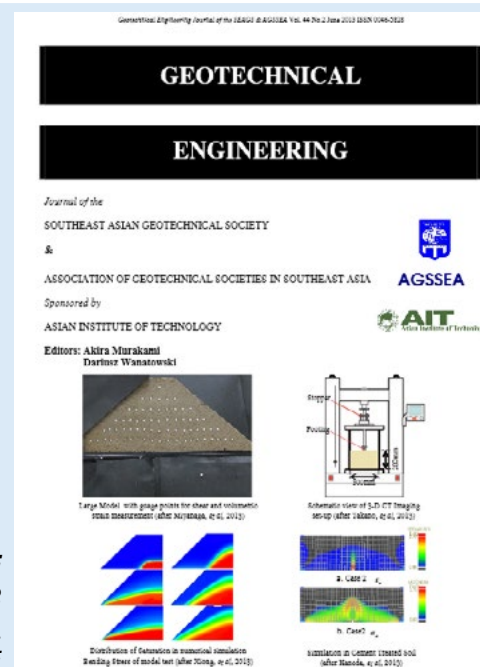 Geotechnical Engineering Journal of the SEAGS & AGSSEA Vol. 44 No.2 June 2013 ISSN 0046-5828
GEOTECHNICAL
ENGINEERING
Journal of the
SOUTHEAST ASIAN GEOTECHNICAL SOCIETY
&
ASSOCIATION OF GEOTECHNICAL SOCIETIES IN SOUTHEAST ASIA
AGSSEA
Sponsored by
ASIAN INSTITUTE OF TECHNOLOGY
AIT
Asian Institute of Technology
Editors: Akira Murakami
Dariusz Wanatowski
Stopper
Footing
300mm
Large Model with guage points for shear and volumetric
strain measurement (after Miyanaga, et al, 2013)
Schematic view of 3-D CT Imaging
set-up (after Takano, et al, 2013)
a. Case 2
b. Case2
Distribution of Saturation in numerical simulation
Bending Stress of model test (after Xiong, et al, 2013)
Simulation in Cement Treated Soil
(after Nanoda, et al, 2013)